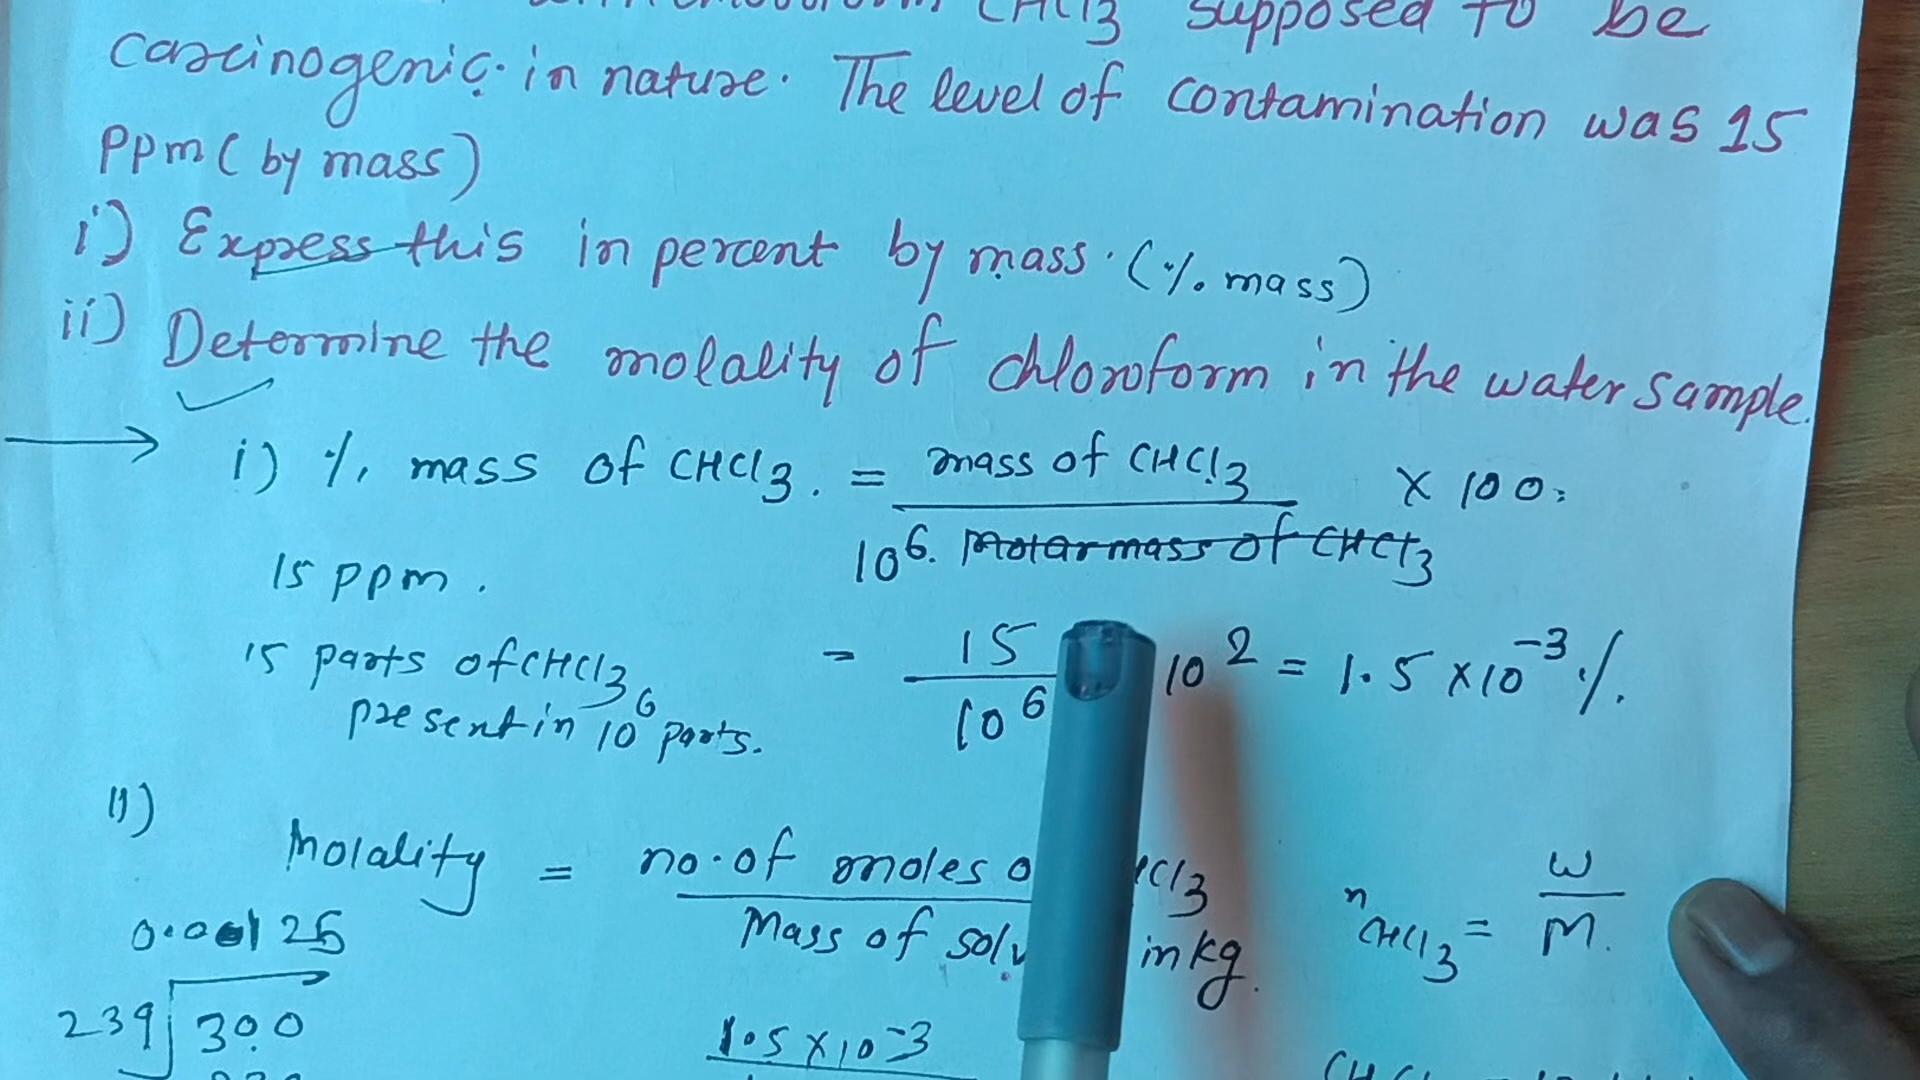 CHCl3 supposed to be
carcinogenic. in nature. The level of contamination was 15
PPm (by mass)
i) Express this in percent by mass. (% mass)
ii) Determine the molality of chloroform in the water sample.
i) % mass of CHCl3. = mass of CHCl3 × 100.
10^6. Molar mass of CHCl3
15 ppm.
= 15 10^2 = 1.5 × 10^-3 %.
10^6
15 parts of CHCl3
present in 10^6 parts.
11)
Molality = no. of moles
Mass of in kg.
nCHCl3 = w
M.
239 300
1.5 × 10^-3